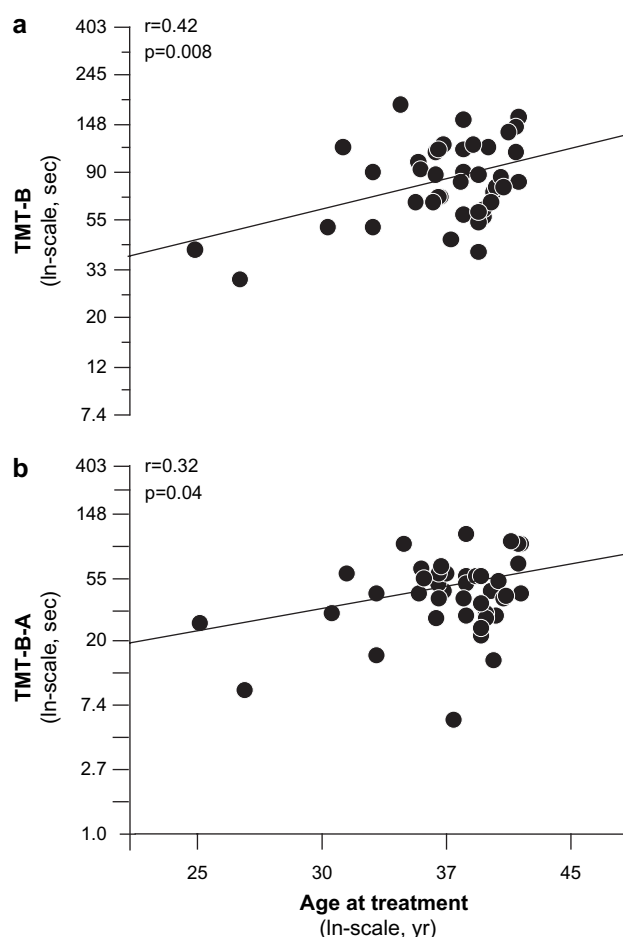 a
r=0.42
p=0.008
403
245
148
90
55
33
20
12
7.4
TMT-B
(ln-scale, sec)
b
r=0.32
p=0.04
403
148
55
20
7.4
2.7
1.0
TMT-B-A
(ln-scale, sec)
25 30 37 45
Age at treatment
(ln-scale, yr)